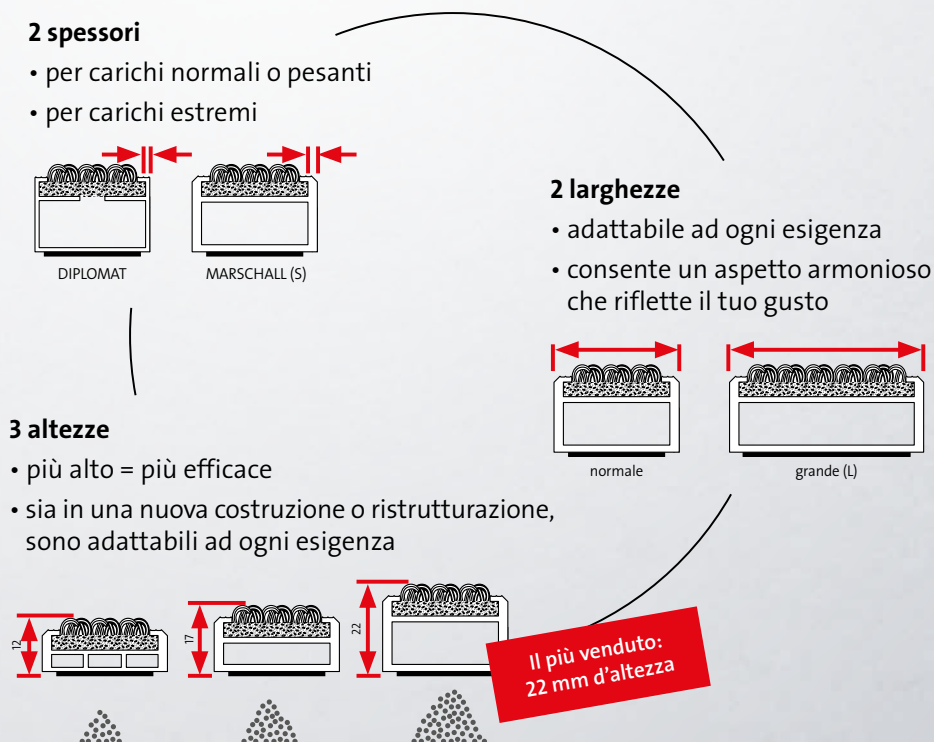 2 spessori
• per carichi normali o pesanti
• per carichi estremi
DIPLOMAT
MARSCHALL (S)
2 larghezze
• adattabile ad ogni esigenza
• consente un aspetto armonioso
che riflette il tuo gusto
normale
grande (L)
3 altezze
• più alto = più efficace
• sia in una nuova costruzione o ristrutturazione,
sono adattabili ad ogni esigenza
12
17
22
Il più venduto:
22 mm d'altezza